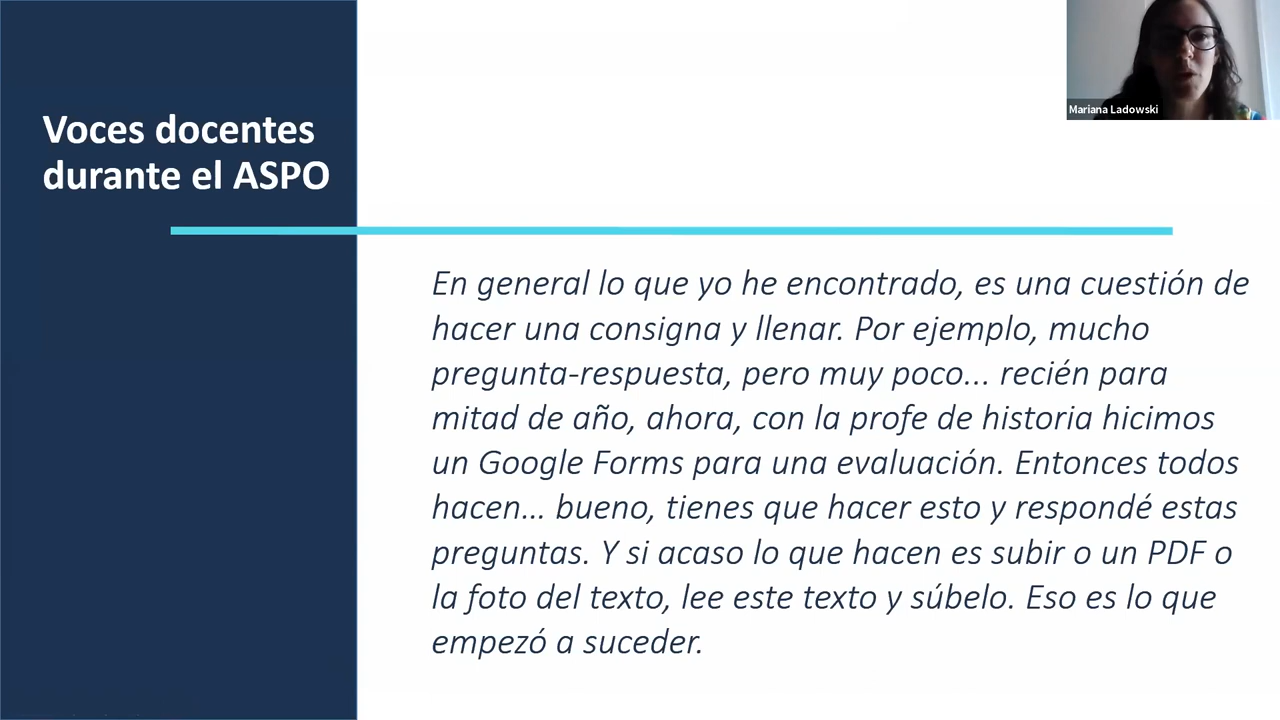 Voces docentes
durante el ASPO
Mariana Ladowski
En general lo que yo he encontrado, es una cuestión de
hacer una consigna y llenar. Por ejemplo, mucho
pregunta-respuesta, pero muy poco... recién para
mitad de año, ahora, con la profe de historia hicimos
un Google Forms para una evaluación. Entonces todos
hacen... bueno, tienes que hacer esto y respondé estas
preguntas. Y si acaso lo que hacen es subir o un PDF o
la foto del texto, lee este texto y súbelo. Eso es lo que
empezó a suceder.